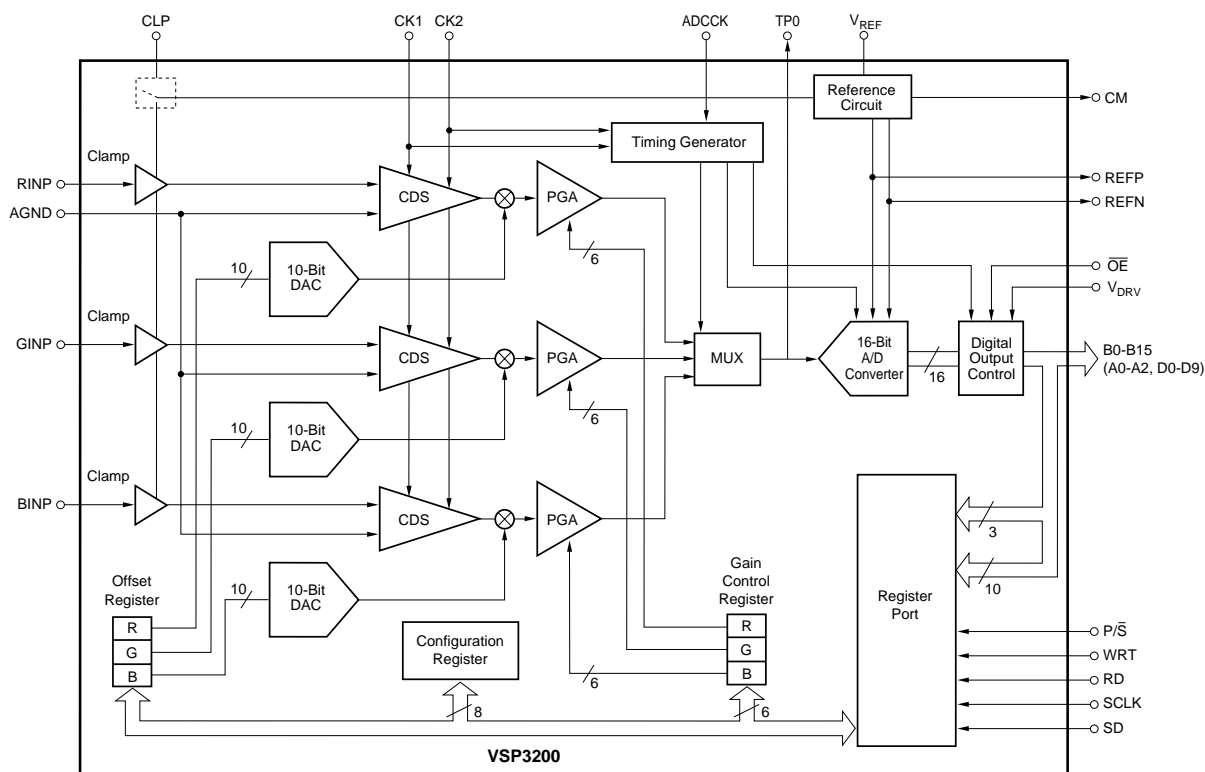 CLP CK1 CK2 ADCCK TP0 VREF
Reference
Circuit
CM
Timing Generator
Clamp
RINP
CDS
PGA
REFP
AGND
REFN
6
10
10-Bit
DAC
OE̅
VDRV
Clamp
GINP
CDS
PGA
MUX
16-Bit
A/D
Converter
16
Digital
Output
Control
B0-B15
(A0-A2, D0-D9)
6
10
10-Bit
DAC
Clamp
BINP
CDS
PGA
3
10
Register
Port
10
10-Bit
DAC
Offset
Register
R
G
B
Configuration
Register
Gain
Control
Register
R
G
B
6
8
6
P/S̅
WRT
RD
SCLK
SD
VSP3200